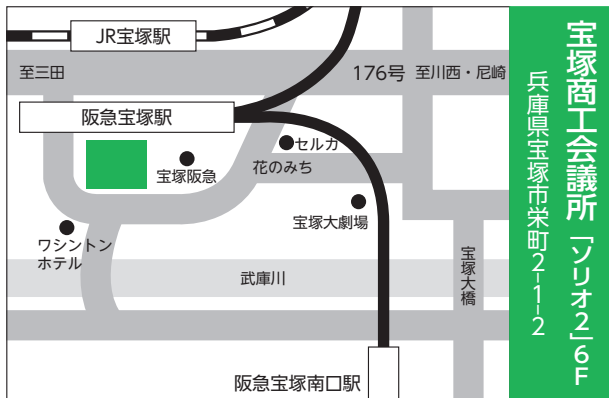 JR宝塚駅
至三田
176号
至川西・尼崎
阪急宝塚駅
セルカ
宝塚阪急
花のみち
宝塚大劇場
ワシントン
ホテル
武庫川
宝塚大橋
阪急宝塚南口駅
宝塚商工会議所「ソリオ2」6F
兵庫県宝塚市栄町2-1-2